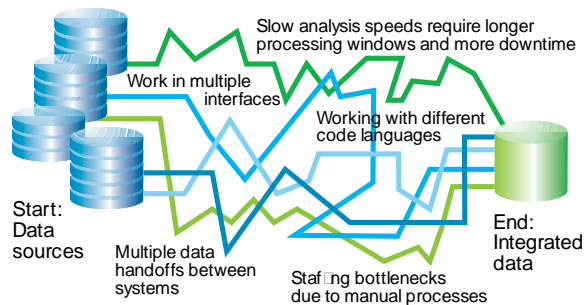 Slow analysis speeds require longer
processing windows and more downtime
Work in multiple
interfaces
Working with different
code languages
Start:
Data
sources
End:
Integrated
data
Multiple data
handoffs between
systems
Staf□ng bottlenecks
due to manual processes